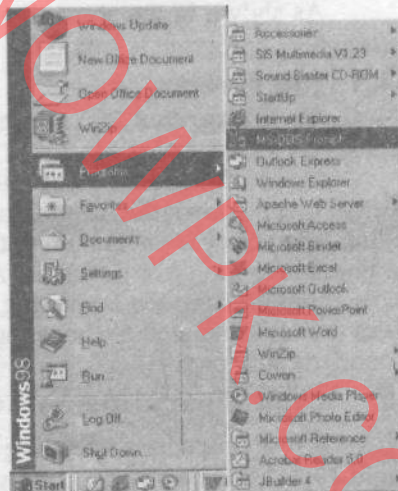 Windows Update
New Office Document
Open Office Document
WinZip
Programs
Favorites
Documents
Settings
Find
Help
Run...
Log Off
Shut Down...
Windows98
Start
Accessories
SiS Multimedia V1.23
Sound Blaster CD-ROM
StartUp
Internet Explorer
MS-DOS Prompt
Outlook Express
Windows Explorer
Apache Web Server
Microsoft Access
Microsoft Binder
Microsoft Excel
Microsoft Outlook
Microsoft PowerPoint
Microsoft Word
WinZip
Cowon
Windows Media Player
Microsoft Photo Editor
Microsoft Reference
Acrobat Reader 5.0
JBuilder 4